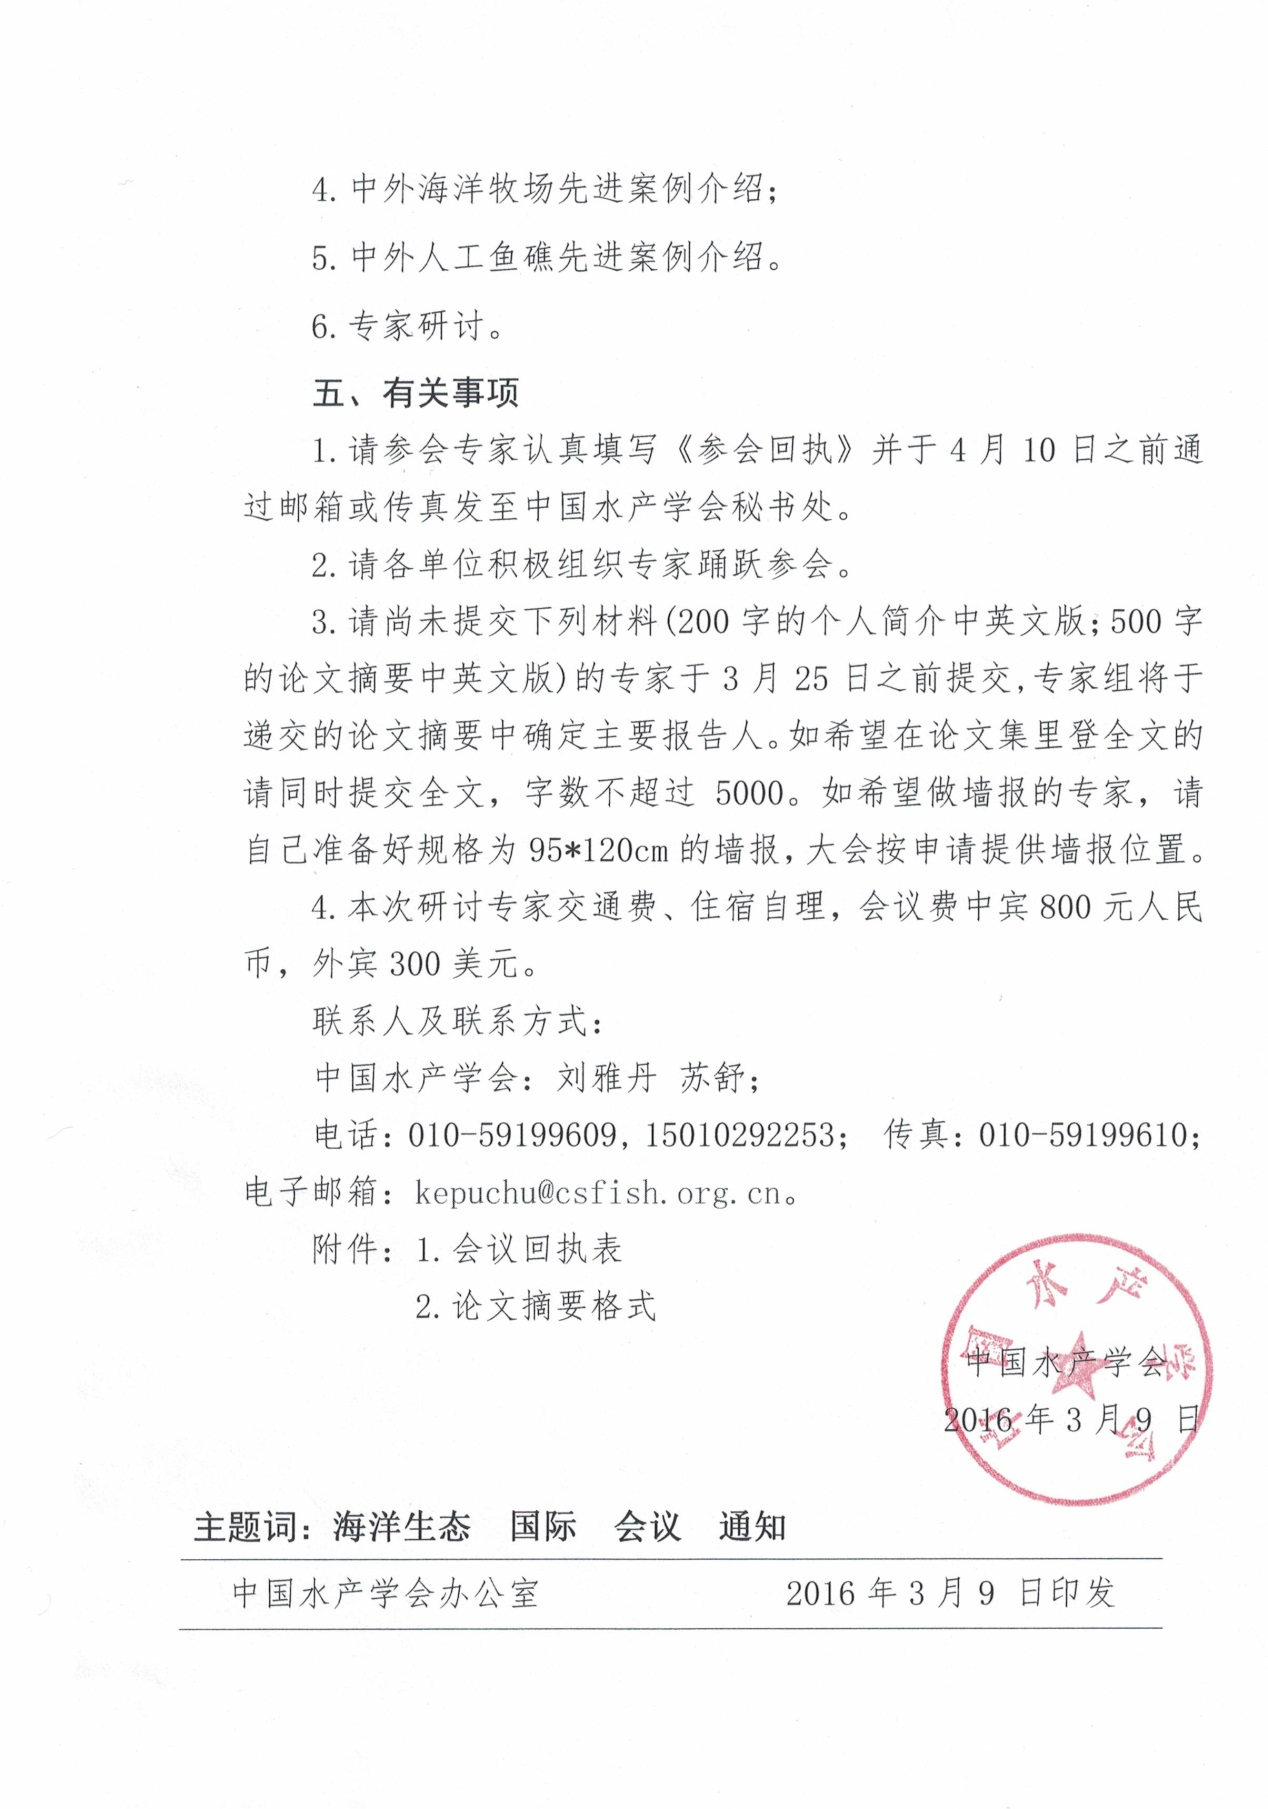 4.中外海洋牧场先进案例介绍；
5.中外人工鱼礁先进案例介绍。
6.专家研讨。
五、有关事项
1.请参会专家认真填写《参会回执》并于 4 月 10 日之前通
过邮箱或传真发至中国水产学会秘书处。
2.请各单位积极组织专家踊跃参会。
3.请尚未提交下列材料(200 字的个人简介中英文版;500 字
的论文摘要中英文版)的专家于 3 月 25 日之前提交,专家组将于
递交的论文摘要中确定主要报告人。如希望在论文集里登全文的
请同时提交全文，字数不超过 5000。如希望做墙报的专家，请
自己准备好规格为 95*120cm 的墙报，大会按申请提供墙报位置。
4.本次研讨专家交通费、住宿自理，会议费中宾 800 元人民
币，外宾 300 美元。
联系人及联系方式：
中国水产学会：刘雅丹 苏舒；
电话：010-59199609, 15010292253； 传真：010-59199610；
电子邮箱：kepuchu@csfish.org.cn。
附件：1.会议回执表
2.论文摘要格式
中国水产学会
中国水产学会
2016 年 3 月 9 日
主题词：海洋生态 国际 会议 通知
中国水产学会办公室 2016 年 3 月 9 日印发